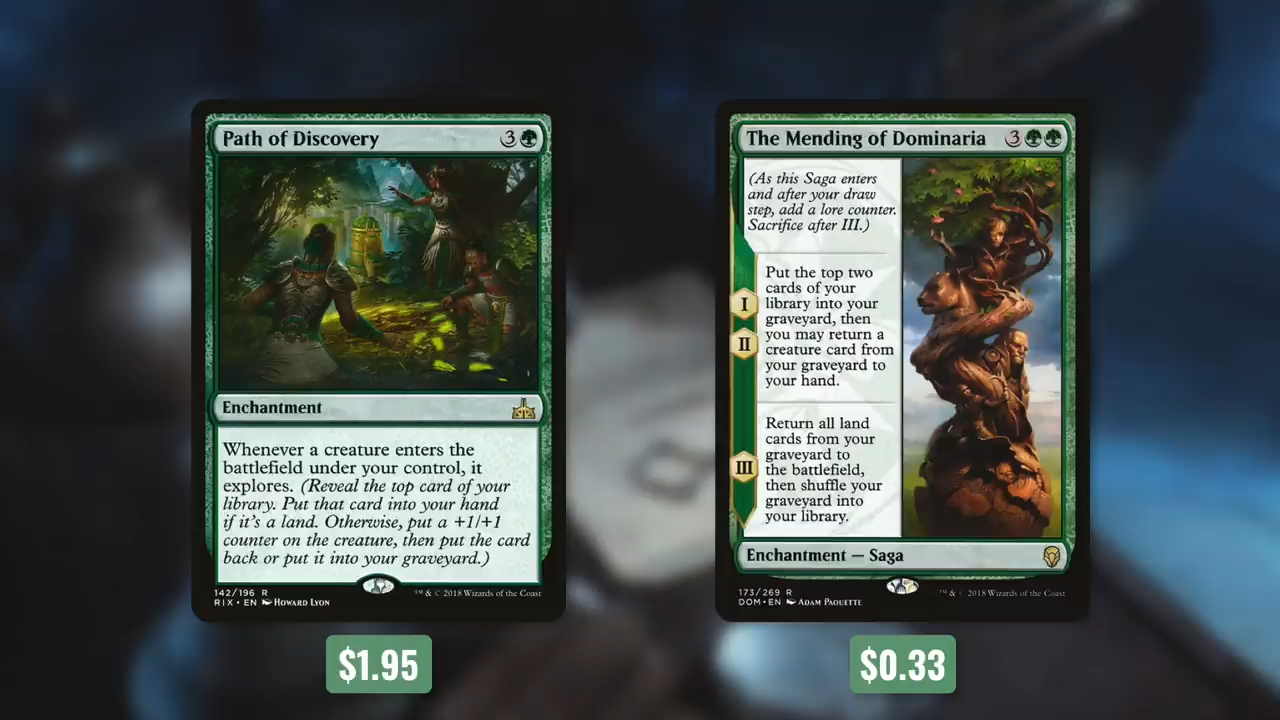 Path of Discovery 3
Enchantment
Whenever a creature enters the
battlefield under your control, it
explores. (Reveal the top card of your
library. Put that card into your hand
if it's a land. Otherwise, put a +1/+1
counter on the creature, then put the card
back or put it into your graveyard.)
142/196 R
RIX • EN Howard Lyon
™ & © 2018 Wizards of the Coast
$1.95
The Mending of Dominaria 3
(As this Saga enters
and after your draw
step, add a lore counter.
Sacrifice after III.)
I
II
Put the top two
cards of your
library into your
graveyard, then
you may return a
creature card from
your graveyard to
your hand.
III
Return all land
cards from your
graveyard to
the battlefield,
then shuffle your
graveyard into
your library.
Enchantment — Saga
173/269 R
DOM • EN Adam Paquette
™ & © 2018 Wizards of the Coast
$0.33